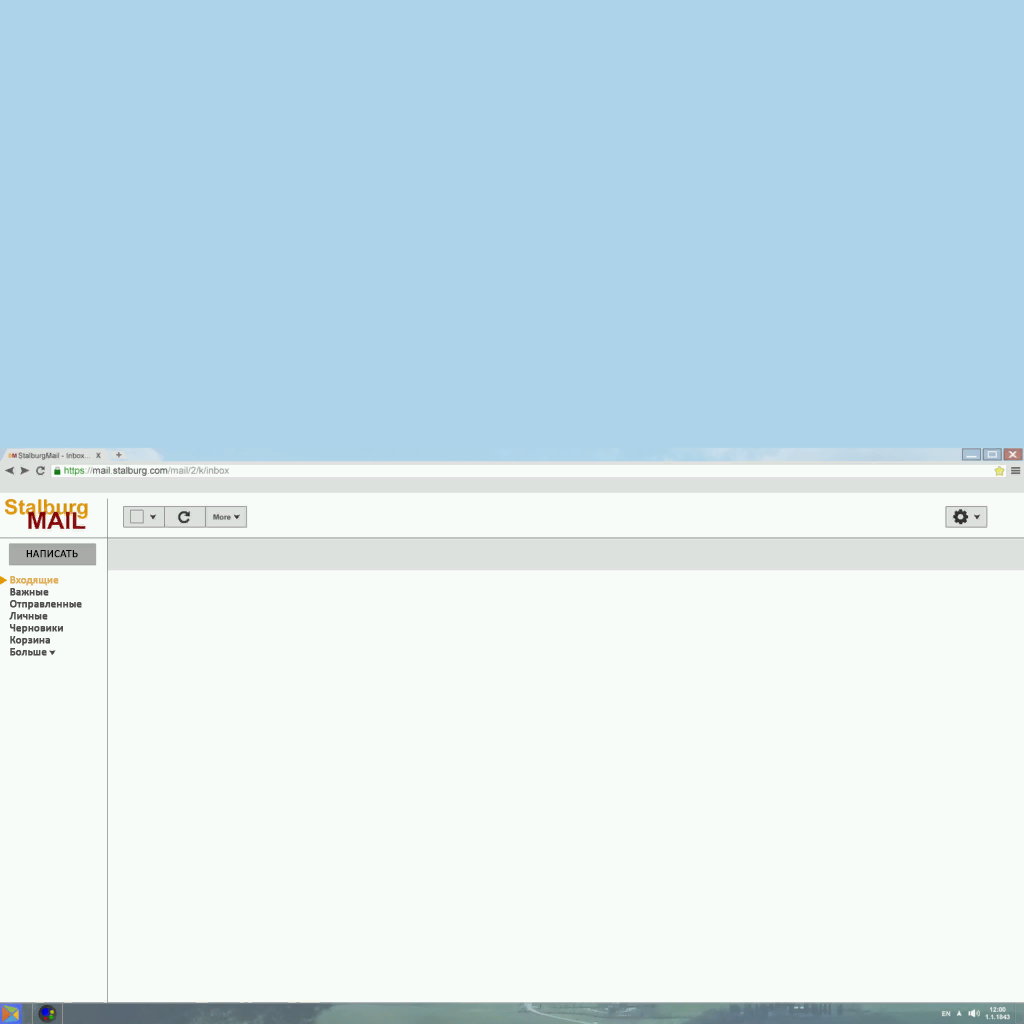 StalburgMail - Inbox... X +
https://mail.stalburg.com/mail/2/k/inbox
Stalburg
MAIL
More
НАПИСАТЬ
Входящие
Важные
Отправленные
Личные
Черновики
Корзина
Больше
EN
12:00
1.1.1843